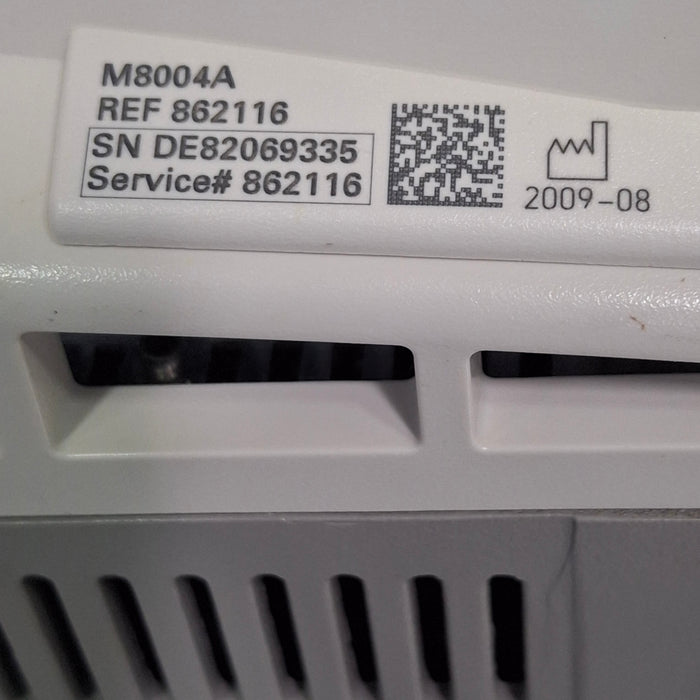 M8004A
REF 862116
SN DE82069335
Service# 862116
2009-08